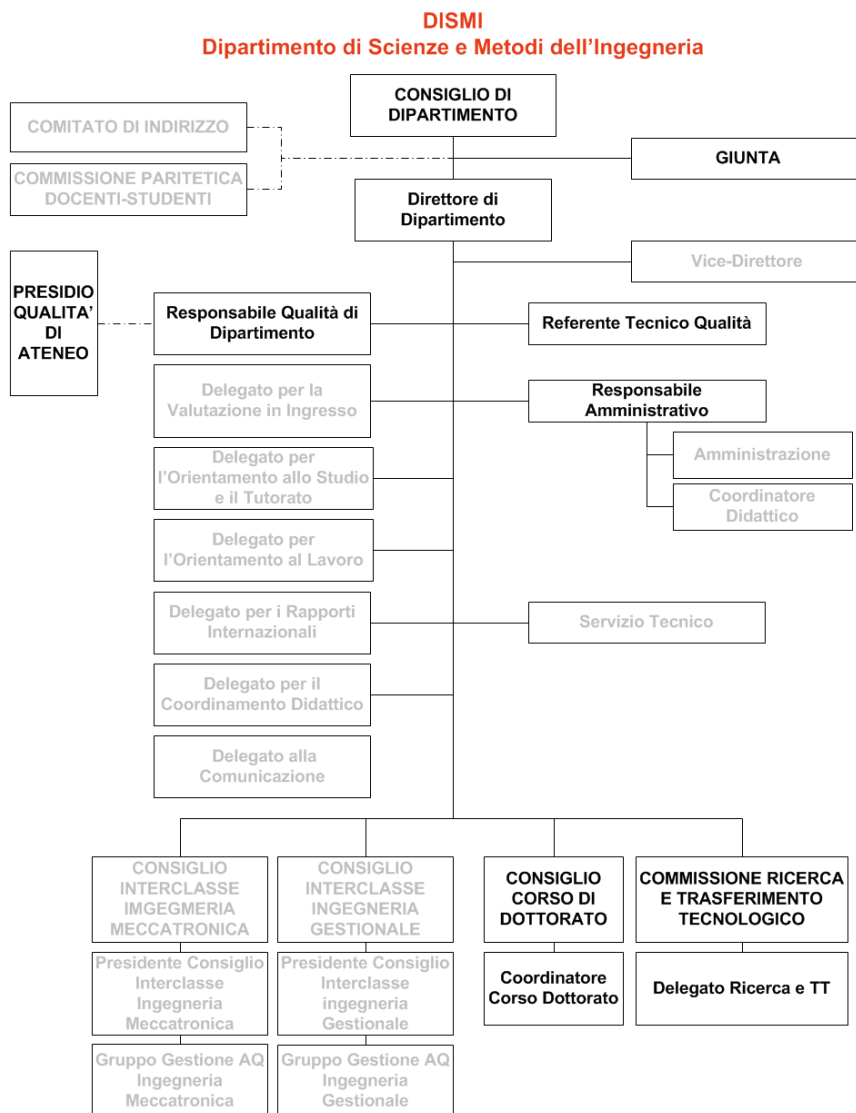 DISMI
Dipartimento di Scienze e Metodi dell'Ingegneria
CONSIGLIO DI
DIPARTIMENTO
COMITATO DI INDIRIZZO
COMMISSIONE PARITETICA
DOCENTI-STUDENTI
GIUNTA
Direttore di
Dipartimento
Vice-Direttore
PRESIDIO
QUALITA'
DI
ATENEO
Responsabile Qualità di
Dipartimento
Referente Tecnico Qualità
Delegato per la
Valutazione in Ingresso
Responsabile
Amministrativo
Amministrazione
Coordinatore
Didattico
Delegato per
l'Orientamento allo Studio
e il Tutorato
Delegato per
l'Orientamento al Lavoro
Delegato per i Rapporti
Internazionali
Servizio Tecnico
Delegato per il
Coordinamento Didattico
Delegato alla
Comunicazione
CONSIGLIO
INTERCLASSE
IMGEGMERIA
MECCATRONICA
CONSIGLIO
INTERCLASSE
INGEGNERIA
GESTIONALE
CONSIGLIO
CORSO DI
DOTTORATO
COMMISSIONE RICERCA
E TRASFERIMENTO
TECNOLOGICO
Presidente Consiglio
Interclasse
Ingegneria
Meccatronica
Presidente Consiglio
Interclasse
ingegneria
Gestionale
Coordinatore
Corso Dottorato
Delegato Ricerca e TT
Gruppo Gestione AQ
Ingegneria
Meccatronica
Gruppo Gestione AQ
Ingegneria
Gestionale